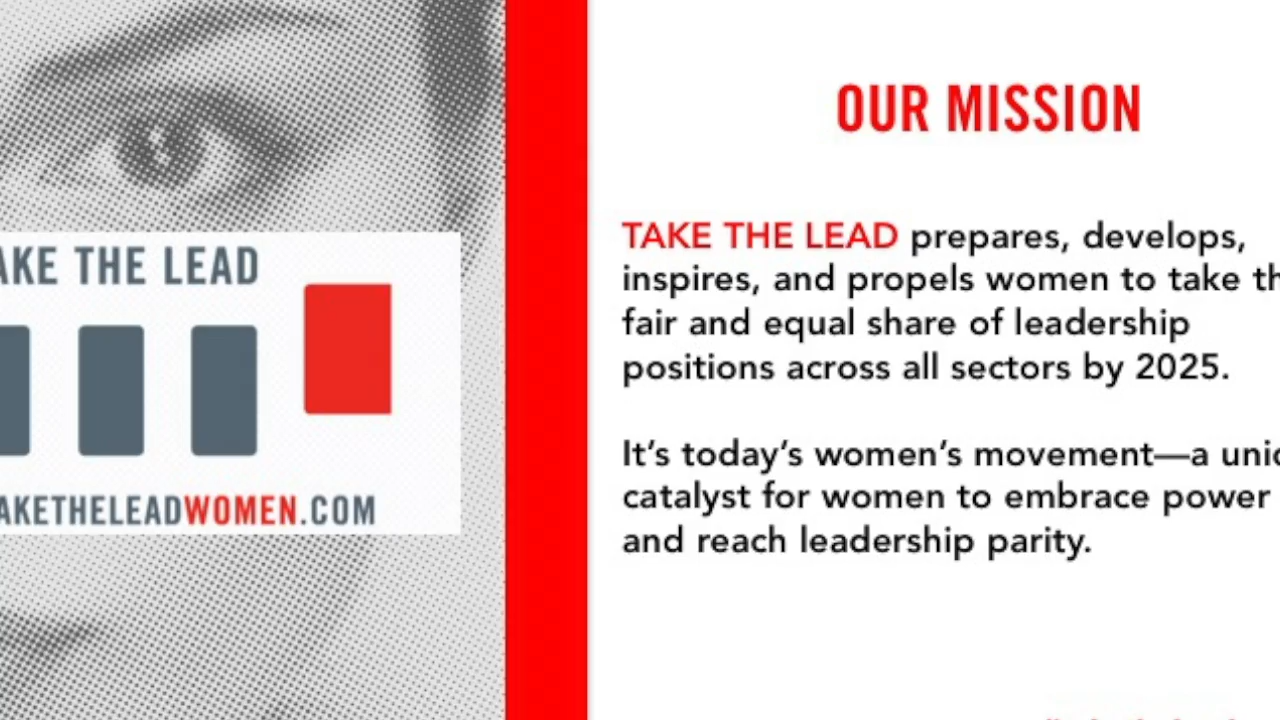 AKE THE LEAD
AKETHELEADWOMEN.COM
OUR MISSION
TAKE THE LEAD prepares, develops,
inspires, and propels women to take th
fair and equal share of leadership
positions across all sectors by 2025.
It’s today’s women’s movement—a uniq
catalyst for women to embrace power
and reach leadership parity.